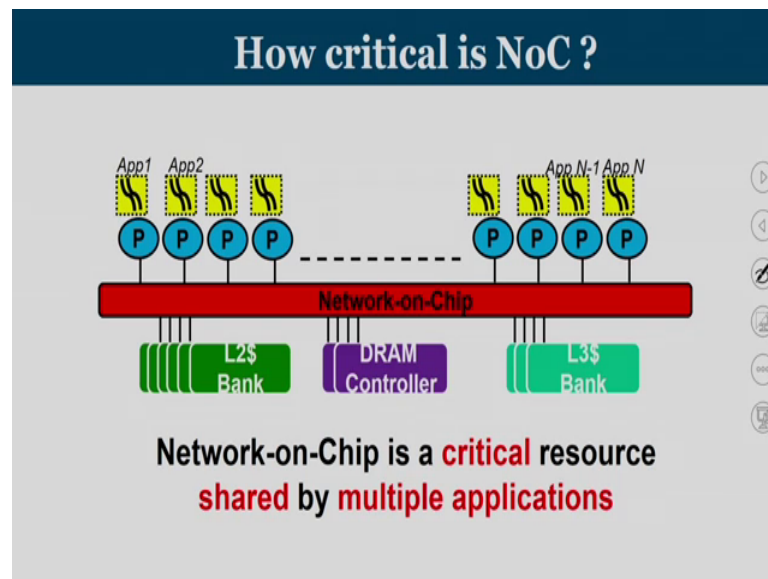 How critical is NoC ?
App1 App2 App N-1 App N
P P P P P P P P
Network-on-Chip
L2$ Bank
DRAM Controller
L3$ Bank
Network-on-Chip is a critical resource
shared by multiple applications